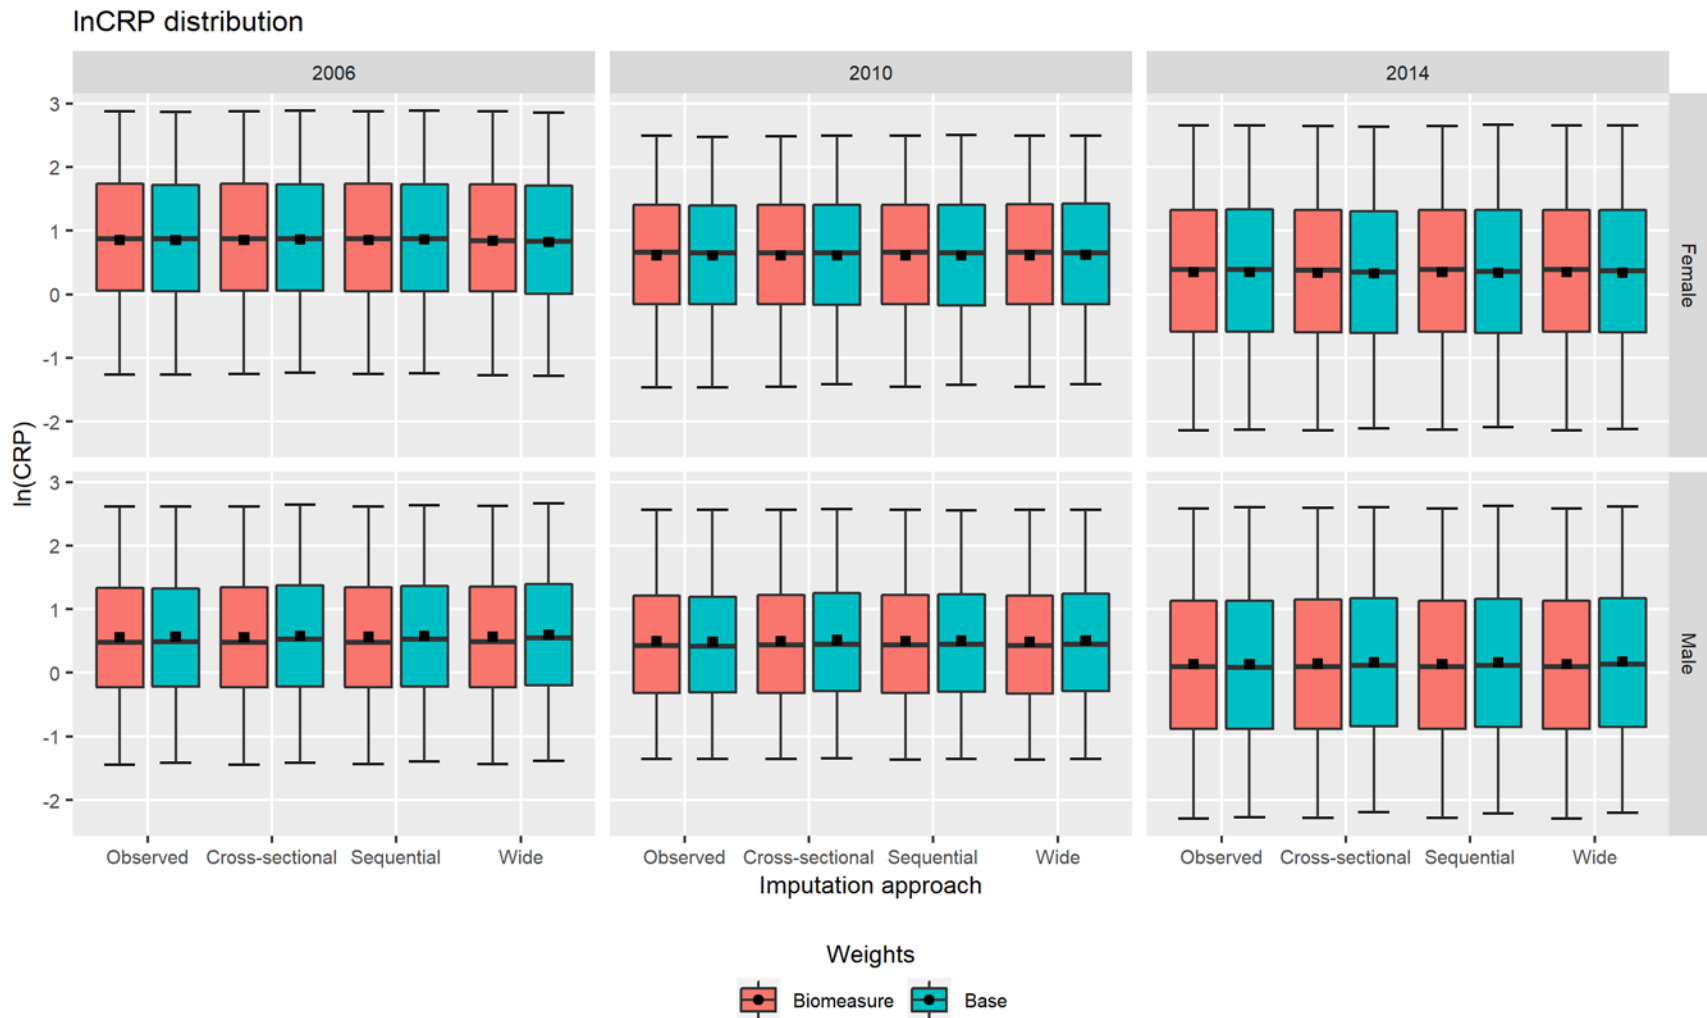 lnCRP distribution
2006 2010 2014
3
2
1
0
-1
-2
Female
3
2
1
0
-1
-2
Male
ln(CRP)
Observed Cross-sectional Sequential Wide Observed Cross-sectional Sequential Wide Observed Cross-sectional Sequential Wide
Imputation approach
Weights
Biomeasure Base